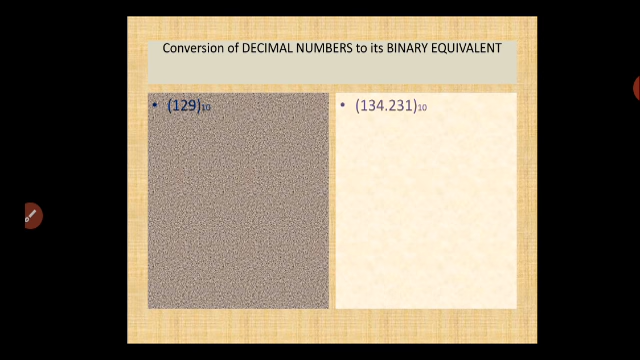 Conversion of DECIMAL NUMBERS to its BINARY EQUIVALENT
• (129)₁₀
• (134.231)₁₀